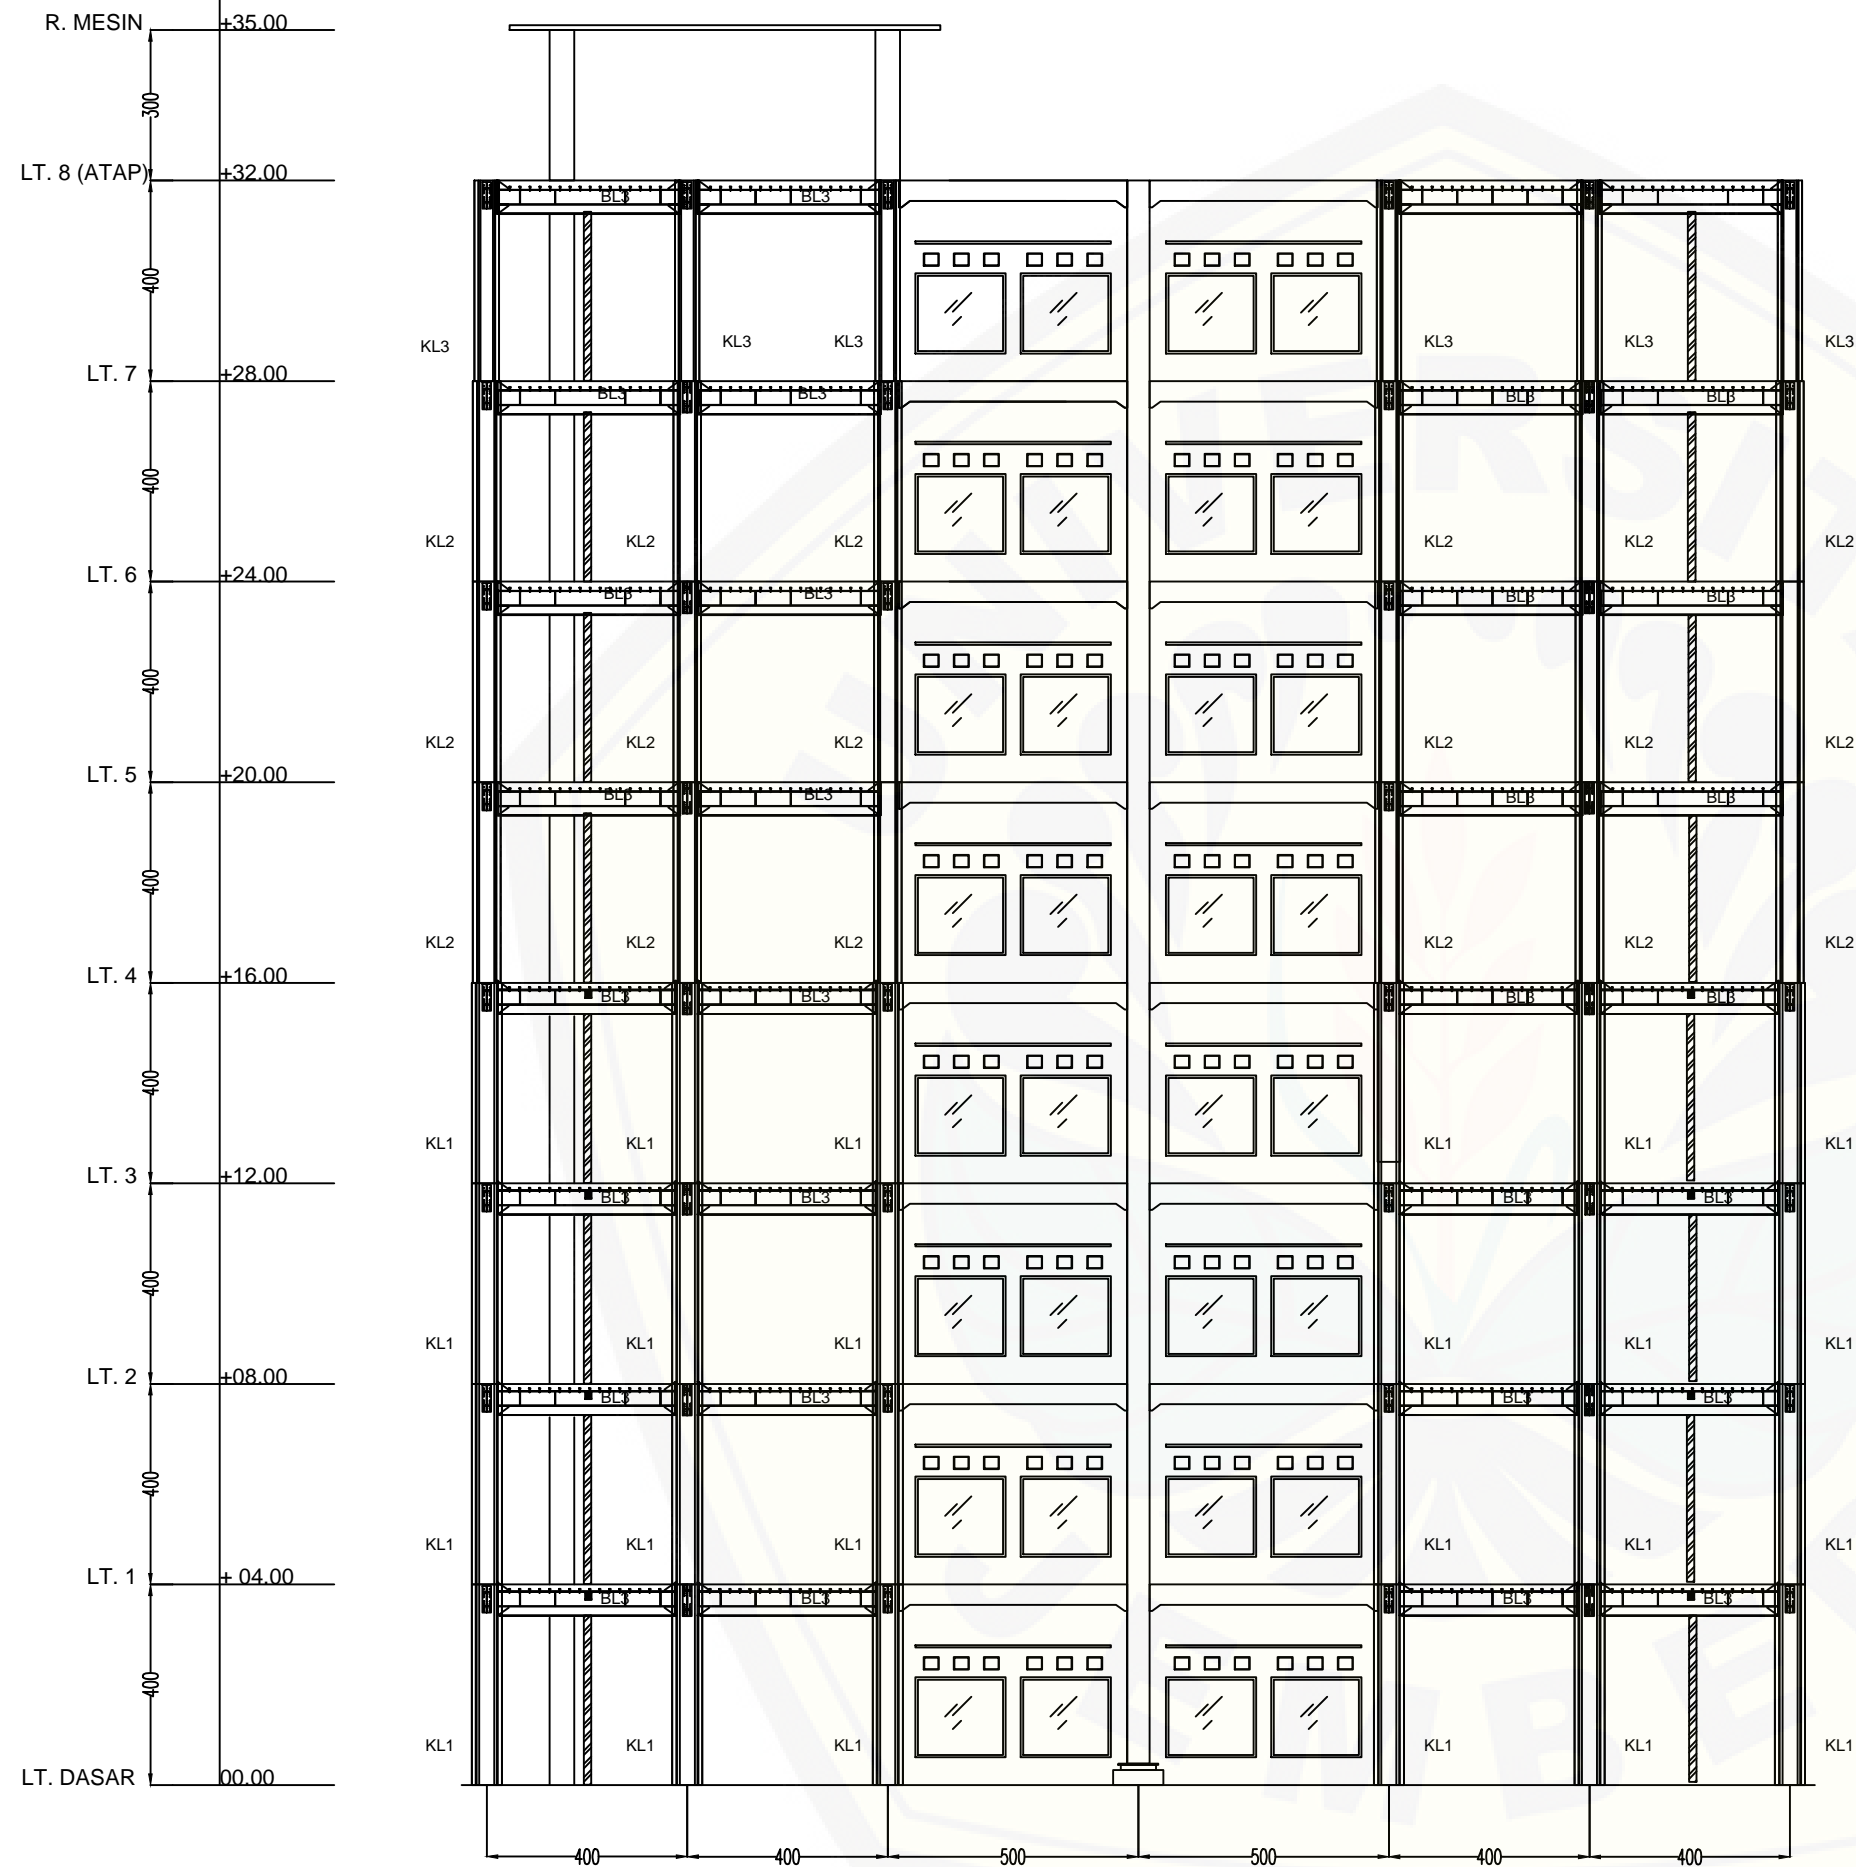 R. MESIN +35.00
300
LT. 8 (ATAP) +32.00
BL3 BL3
400
KL3 KL3 KL3 KL3 KL3 KL3
LT. 7 +28.00
BL3 BL3 BL3 BL3
400
KL2 KL2 KL2 KL2 KL2 KL2
LT. 6 +24.00
BL3 BL3 BL3 BL3
400
KL2 KL2 KL2 KL2 KL2 KL2
LT. 5 +20.00
BL3 BL3 BL3 BL3
400
KL2 KL2 KL2 KL2 KL2 KL2
LT. 4 +16.00
BL3 BL3 BL3 BL3
400
KL1 KL1 KL1 KL1 KL1 KL1
LT. 3 +12.00
BL3 BL3 BL3 BL3
400
KL1 KL1 KL1 KL1 KL1 KL1
LT. 2 +08.00
BL3 BL3 BL3 BL3
400
KL1 KL1 KL1 KL1 KL1 KL1
LT. 1 + 04.00
BL3 BL3 BL3 BL3
400
KL1 KL1 KL1 KL1 KL1 KL1
LT. DASAR 00.00
400 400 500 500 400 400